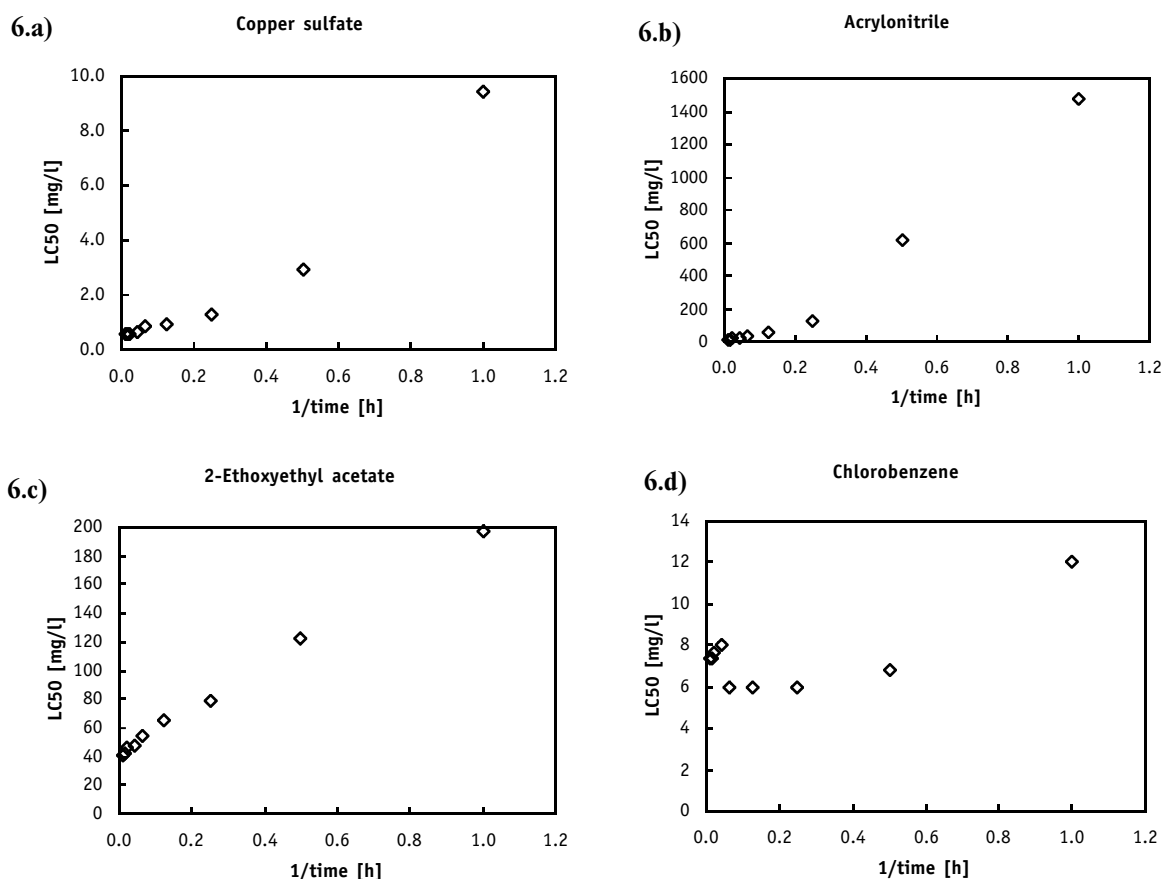 6.a)
Copper sulfate
10.0
8.0
6.0
4.0
2.0
0.0
LC50 [mg/l]
0.0 0.2 0.4 0.6 0.8 1.0 1.2
1/time [h]
6.b)
Acrylonitrile
1600
1400
1200
1000
800
600
400
200
0
LC50 [mg/l]
0.0 0.2 0.4 0.6 0.8 1.0 1.2
1/time [h]
6.c)
2-Ethoxyethyl acetate
200
180
160
140
120
100
80
60
40
20
0
LC50 [mg/l]
0.0 0.2 0.4 0.6 0.8 1.0 1.2
1/time [h]
6.d)
Chlorobenzene
14
12
10
8
6
4
2
0
LC50 [mg/l]
0.0 0.2 0.4 0.6 0.8 1.0 1.2
1/time [h]